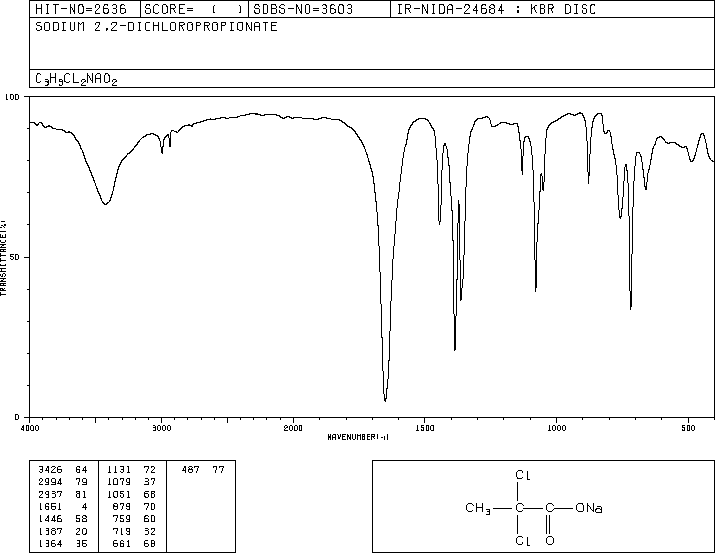 HIT-NO=2636 SCORE= ( ) SDBS-NO=3603 IR-NIDA-24684 : KBR DISC
SODIUM 2,2-DICHLOROPROPIONATE
C3H3CL2NAO2
100
50
0
TRANSMITTANCE(%)
4000 3000 2000 1500 1000 500
WAVENUMBER(-1)
3426 64 1131 72 487 77
2994 79 1079 37
2937 81 1051 68
1651 4 879 70
1446 58 759 60
1387 20 719 32
1364 35 661 68
Cl
CH3 C C ONa
Cl O